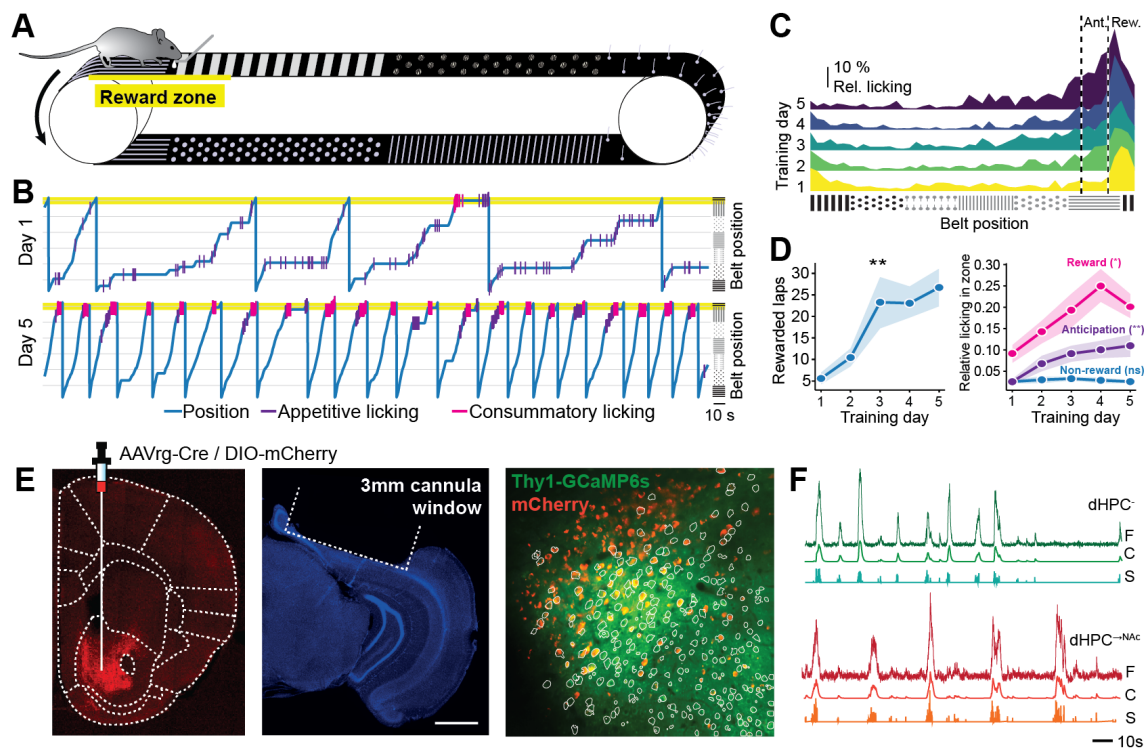 A
Reward zone
B
Day 1
Belt position
Day 5
Belt position
10 s
Position
Appetitive licking
Consummatory licking
C
Ant. Rew.
10 %
Rel. licking
Training day
5
4
3
2
1
Belt position
D
**
Rewarded laps
30
25
20
15
10
5
1 2 3 4 5
Training day
Relative licking in zone
0.30
0.25
0.20
0.15
0.10
0.05
Reward (*)
Anticipation (**)
Non-reward (ns)
1 2 3 4 5
Training day
E
AAVrg-Cre / DIO-mCherry
3mm cannula
window
Thy1-GCaMP6s
mCherry
F
dHPC-
F
C
S
dHPC→NAc
F
C
S
10s